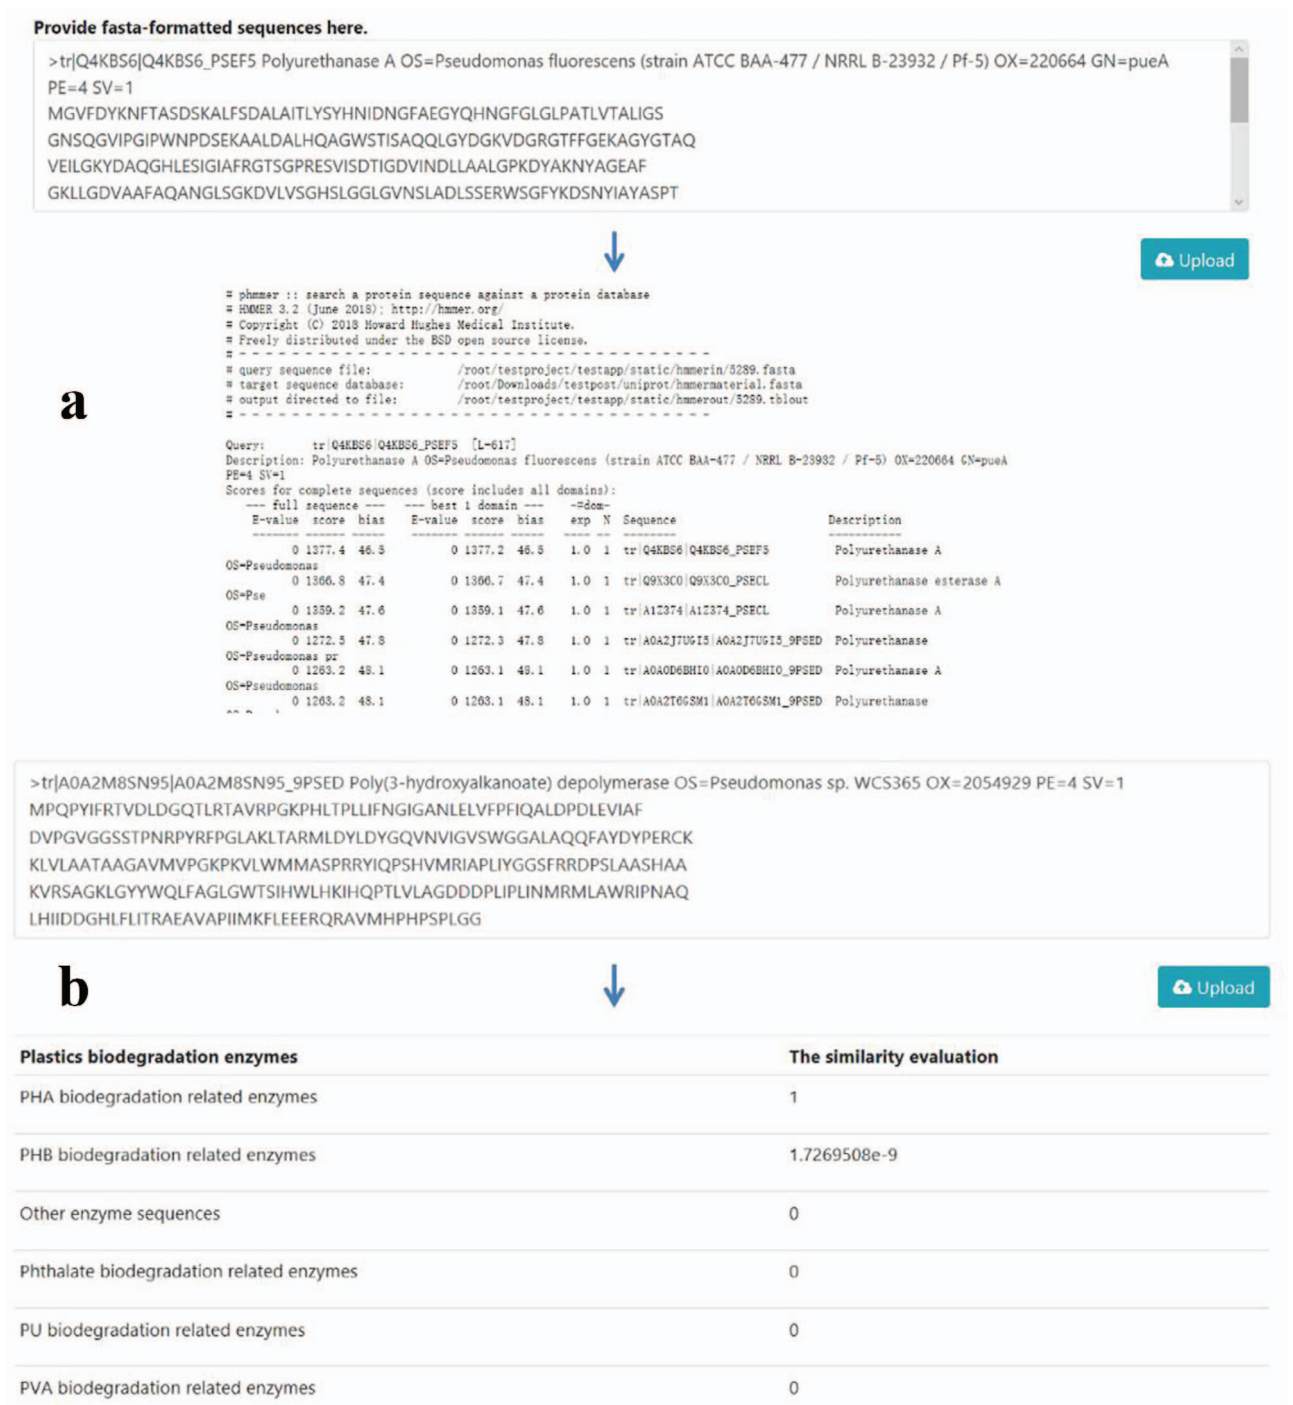 Provide fasta-formatted sequences here.
>tr|Q4KBS6|Q4KBS6_PSEF5 Polyurethanase A OS=Pseudomonas fluorescens (strain ATCC BAA-477 / NRRL B-23932 / Pf-5) OX=220664 GN=pueA
PE=4 SV=1
MGVFDYKNFTASDSKALFSDALAITLYSYHNIDNGFAEGYQHNGFGLGLPATLVTALIGS
GNSQGVIPGIPWNPDSEKAALDALHQAGWSTISAQQLGYDGKVDGRGTFFGEKAGYGTAQ
VEILGKYDAQGHLESIGIAFRGTSGPRESVISDTIGDVINDLLAALGPKDYAKNYAGEAF
GKLLGDVAAFAQANGLSGKDVLVSGHSLGGLGVNSLADLSSERWSGFYKDSNYIAYASPT
Upload
# phmmer :: search a protein sequence against a protein database
# HMMER 3.2 (June 2018); http://hmmer.org/
# Copyright (C) 2018 Howard Hughes Medical Institute.
# Freely distributed under the BSD open source license.
# - - - - - - - - - - - - - - - - - - - - - - - - - - - - - - - - - - - -
# query sequence file: /root/testproject/testapp/static/hmmerin/5289.fasta
# target sequence database: /root/Downloads/testpost/uniprot/hmmermaterial.fasta
# output directed to file: /root/testproject/testapp/static/hmmerout/5289.tblout
# - - - - - - - - - - - - - - - - - - - - - - - - - - - - - - - - - - - -
a
Query: tr|Q4KBS6|Q4KBS6_PSEF5 [L=617]
Description: Polyurethanase A OS=Pseudomonas fluorescens (strain ATCC BAA-477 / NRRL B-23932 / Pf-5) OX=220664 GN=pueA
PE=4 SV=1
Scores for complete sequences (score includes all domains):
--- full sequence --- --- best 1 domain --- -#dom-
E-value score bias E-value score bias exp N Sequence Description
------- ------ ----- ------- ------ ----- ---- -- -------- -----------
0 1377.4 46.5 0 1377.2 46.5 1.0 1 tr|Q4KBS6|Q4KBS6_PSEF5 Polyurethanase A
OS=Pseudomonas
0 1366.8 47.4 0 1366.7 47.4 1.0 1 tr|Q9X3C0|Q9X3C0_PSECL Polyurethanase esterase A
OS=Pse
0 1359.2 47.6 0 1359.1 47.6 1.0 1 tr|A1Z374|A1Z374_PSECL Polyurethanase A
OS=Pseudomonas
0 1272.5 47.8 0 1272.3 47.8 1.0 1 tr|A0A2J7UGI5|A0A2J7UGI5_9PSED Polyurethanase
OS=Pseudomonas pr
0 1263.2 48.1 0 1263.1 48.1 1.0 1 tr|A0A0D6BHI0|A0A0D6BHI0_9PSED Polyurethanase A
OS=Pseudomonas
0 1263.2 48.1 0 1263.1 48.1 1.0 1 tr|A0A2T6GSM1|A0A2T6GSM1_9PSED Polyurethanase
>tr|A0A2M8SN95|A0A2M8SN95_9PSED Poly(3-hydroxyalkanoate) depolymerase OS=Pseudomonas sp. WCS365 OX=2054929 PE=4 SV=1
MPQPYIFRTVDLDGQTLRTAVRPGKPHLTPLLIFNGIGANLELVFPFIQALDPDLEVIAF
DVPGVGGSSTPNRPYRFPGLAKLTARMLDYLDYGQVNVIGVSWGGALAQQFAYDYPERCK
KLVLAATAAGAVMVPGKPKVLWMMASPRRYIQPSHVMRIAPLIYGGSFRRDPSLAASHAA
KVRSAGKLGYYWQLFAGLGWTSIHWLHKIHQPTLVLAGDDDPLIPLINMRMLAWRIPNAQ
LHIIDDGHLFLITRAEAVAPIIMKFLEEERQRAVMHPHPSPLGG
b
Upload
Plastics biodegradation enzymes The similarity evaluation
PHA biodegradation related enzymes 1
PHB biodegradation related enzymes 1.7269508e-9
Other enzyme sequences 0
Phthalate biodegradation related enzymes 0
PU biodegradation related enzymes 0
PVA biodegradation related enzymes 0